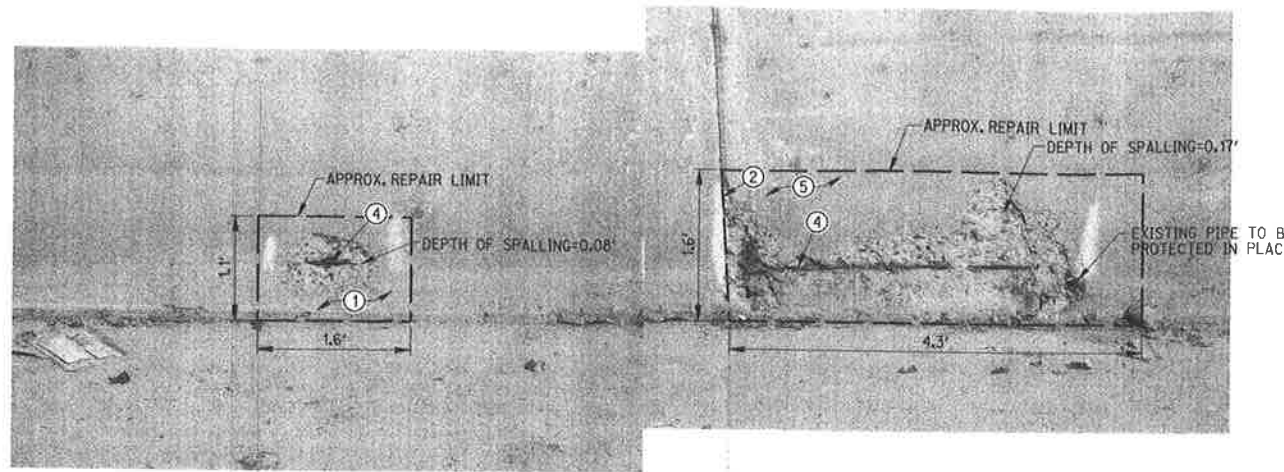 APPROX. REPAIR LIMIT
4
DEPTH OF SPALLING=0.08'
1.1'
1
1.6'
APPROX. REPAIR LIMIT
DEPTH OF SPALLING=0.17'
2
5
4
1.6'
EXISTING PIPE TO B
PROTECTED IN PLAC
4.3'